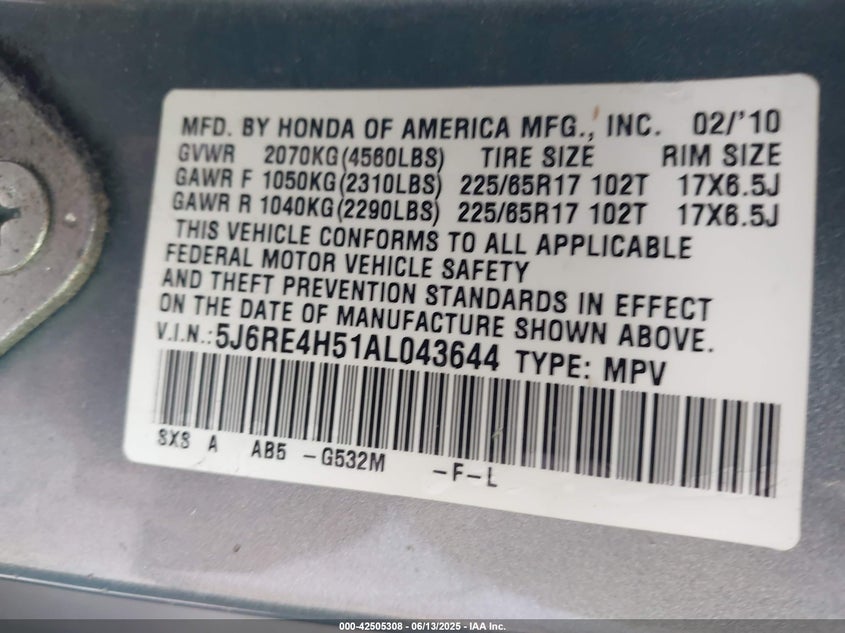 MFD. BY HONDA OF AMERICA MFG., INC. 02/'10
GVWR 2070KG(4560LBS) TIRE SIZE RIM SIZE
GAWR F 1050KG(2310LBS) 225/65R17 102T 17X6.5J
GAWR R 1040KG(2290LBS) 225/65R17 102T 17X6.5J
THIS VEHICLE CONFORMS TO ALL APPLICABLE
FEDERAL MOTOR VEHICLE SAFETY
AND THEFT PREVENTION STANDARDS IN EFFECT
ON THE DATE OF MANUFACTURE SHOWN ABOVE.
V.I.N.: 5J6RE4H51AL043644 TYPE: MPV
SXS A AB5 -G532M -F-L
000-42505308 - 06/13/2025 - IAA Inc.